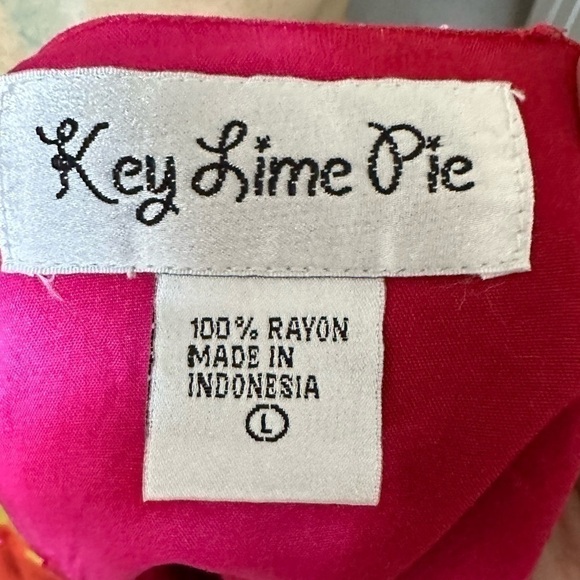 Key Lime Pie
100% RAYON
MADE IN
INDONESIA
L